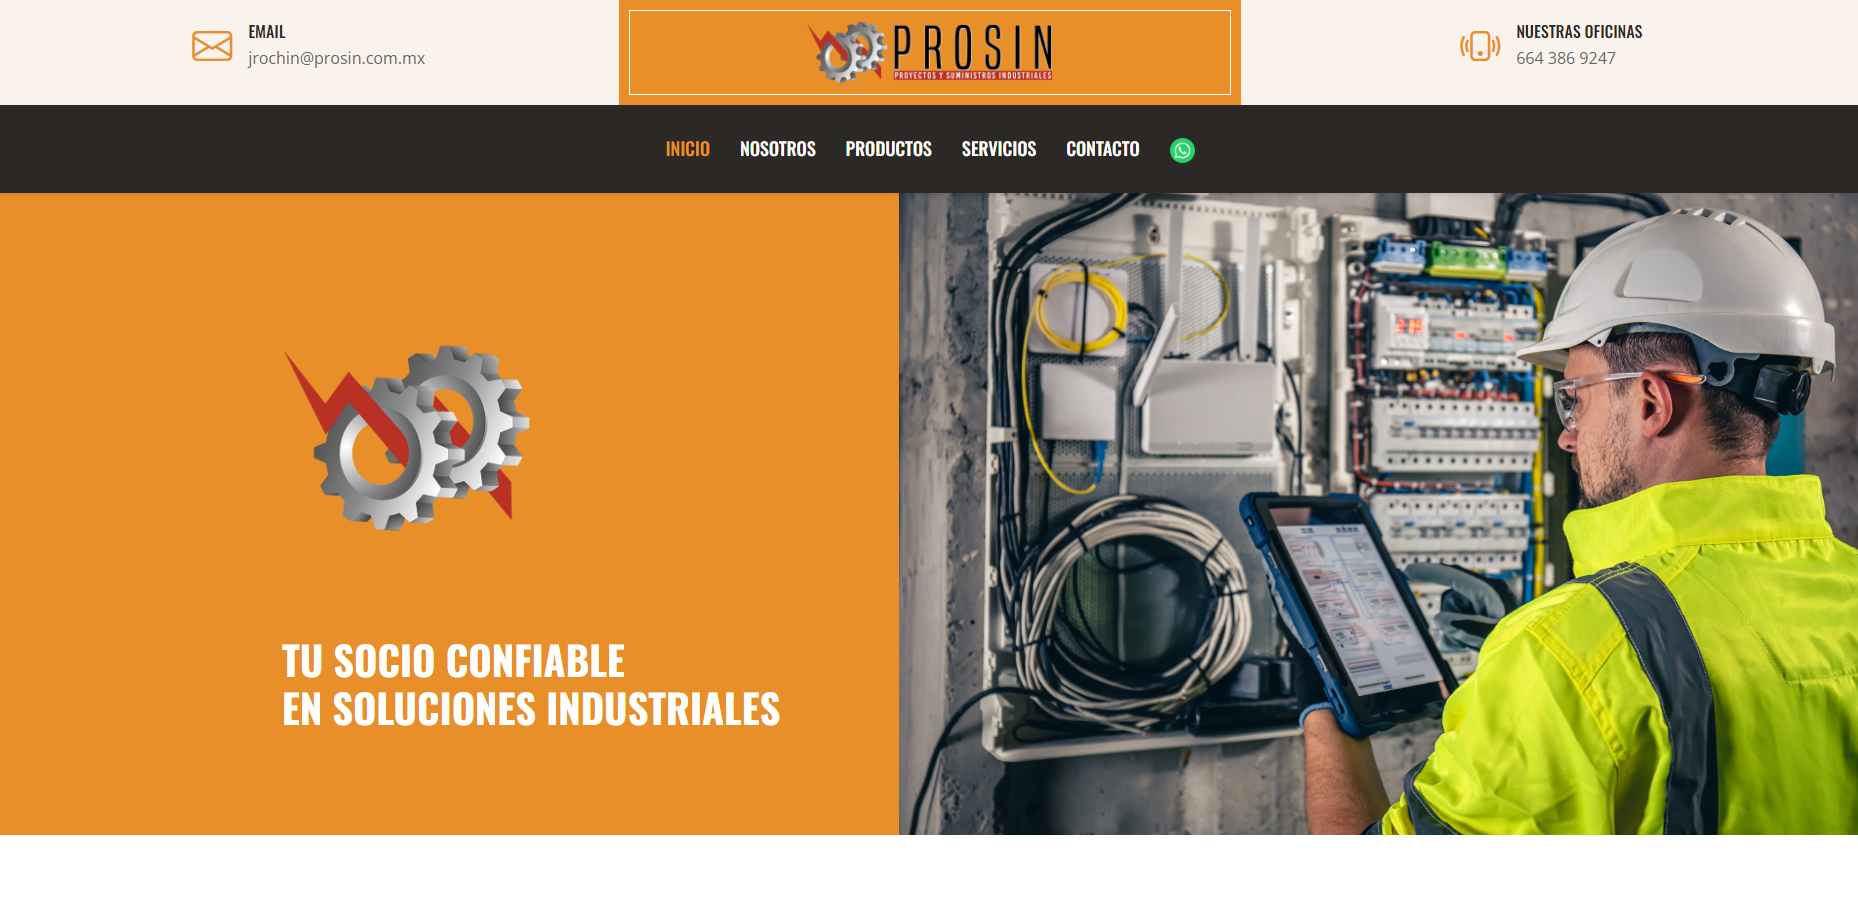 EMAIL
jrochin@prosin.com.mx
PROSIN
PROYECTOS Y SUMINISTROS INDUSTRIALES
NUESTRAS OFICINAS
664 386 9247
INICIO NOSOTROS PRODUCTOS SERVICIOS CONTACTO
TU SOCIO CONFIABLE
EN SOLUCIONES INDUSTRIALES